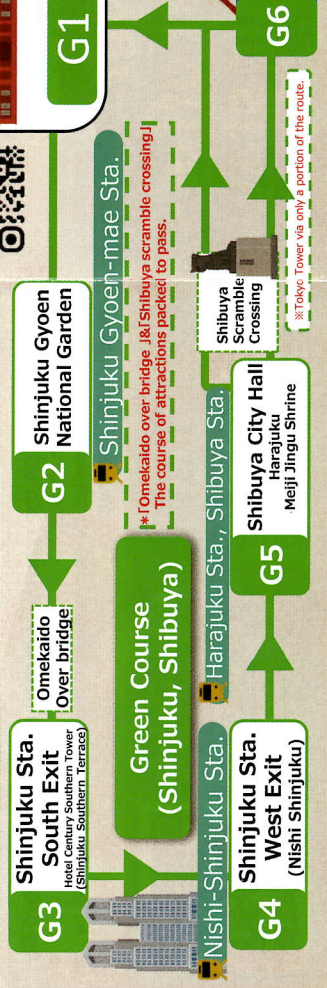 G1
G6
※Tokyo Tower via only a portion of the route.
Shinjuku Gyoen-mae Sta.
*「Omekaido over bridge」&「Shibuya scramble crossing」
The course of attractions packed to pass.
Shibuya
Scramble
Crossing
G2
Shinjuku Gyoen
National Garden
Omekaido
Over bridge
Green Course
(Shinjuku, Shibuya)
Harajuku Sta., Shibuya Sta.
G5
Shibuya City Hall
Harajuku
Meiji Jingu Shrine
G3
Shinjuku Sta.
South Exit
Hotel Century Southern Tower
(Shinjuku Southern Terrace)
Nishi-Shinjuku Sta.
G4
Shinjuku Sta.
West Exit
(Nishi Shinjuku)